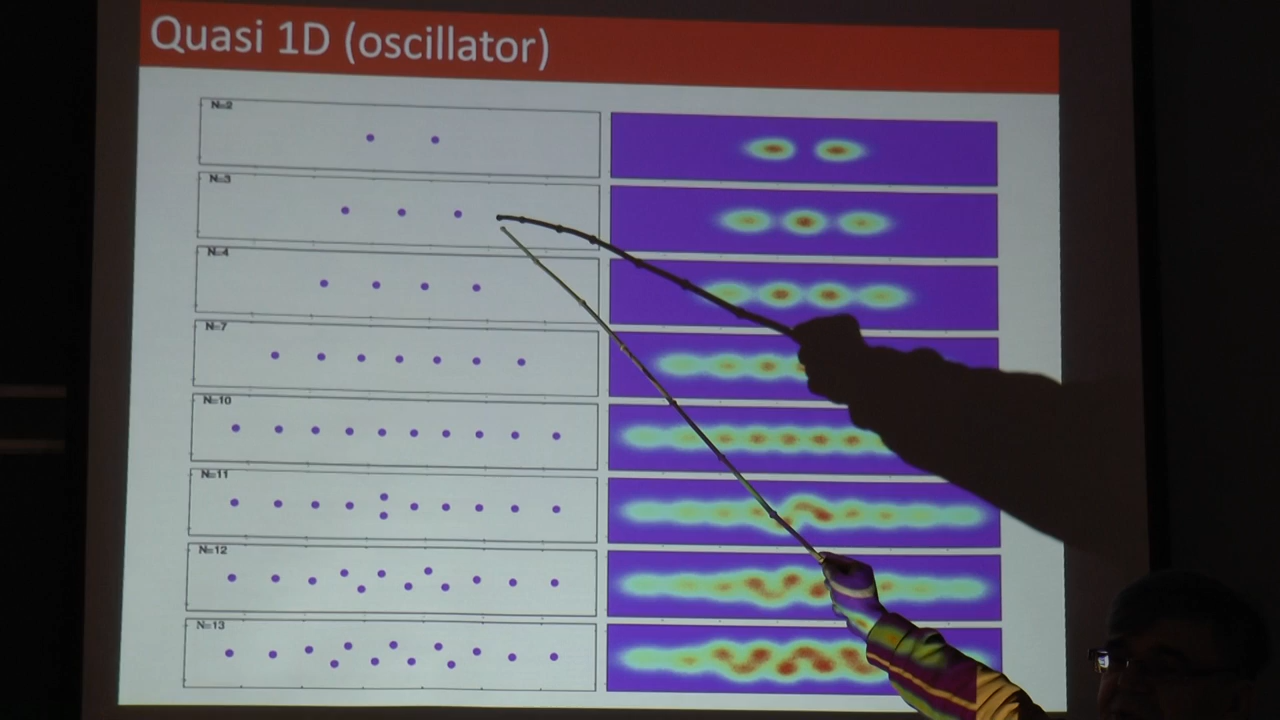 Quasi 1D (oscillator)
N=2
N=3
N=4
N=7
N=10
N=11
N=12
N=13